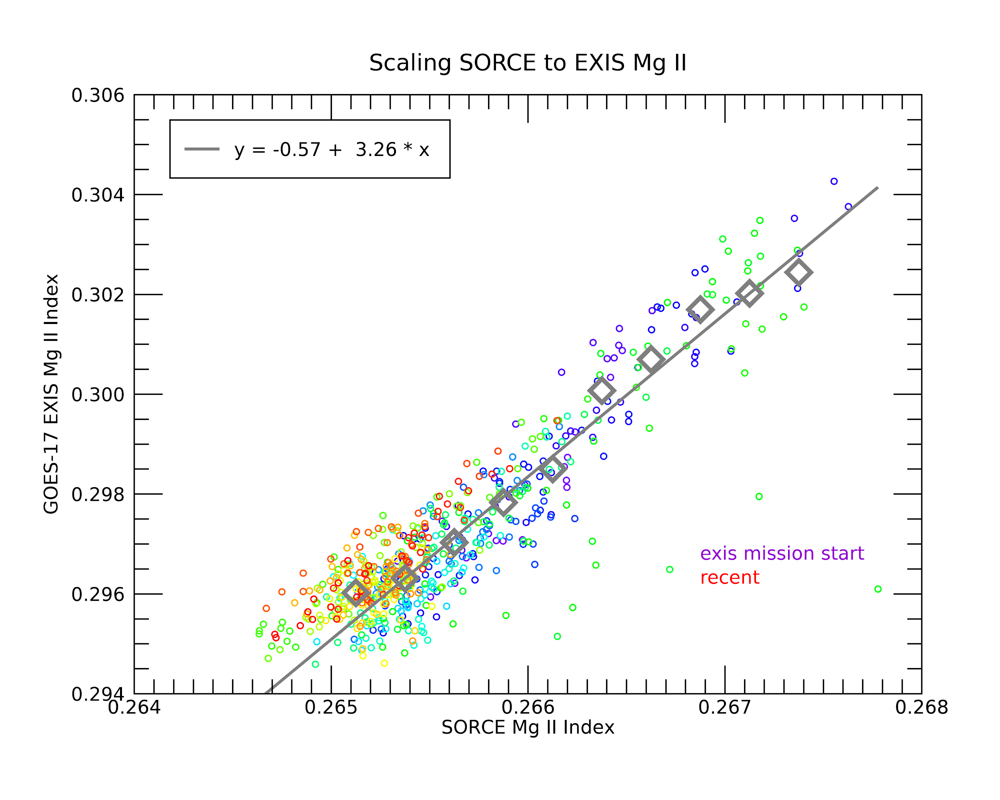 Scaling SORCE to EXIS Mg II
0.306
y = -0.57 +  3.26 * x
0.304
0.302
GOES-17 EXIS Mg II Index
0.300
0.298
exis mission start
recent
0.296
0.294
0.264 0.265 0.266 0.267 0.268
SORCE Mg II Index